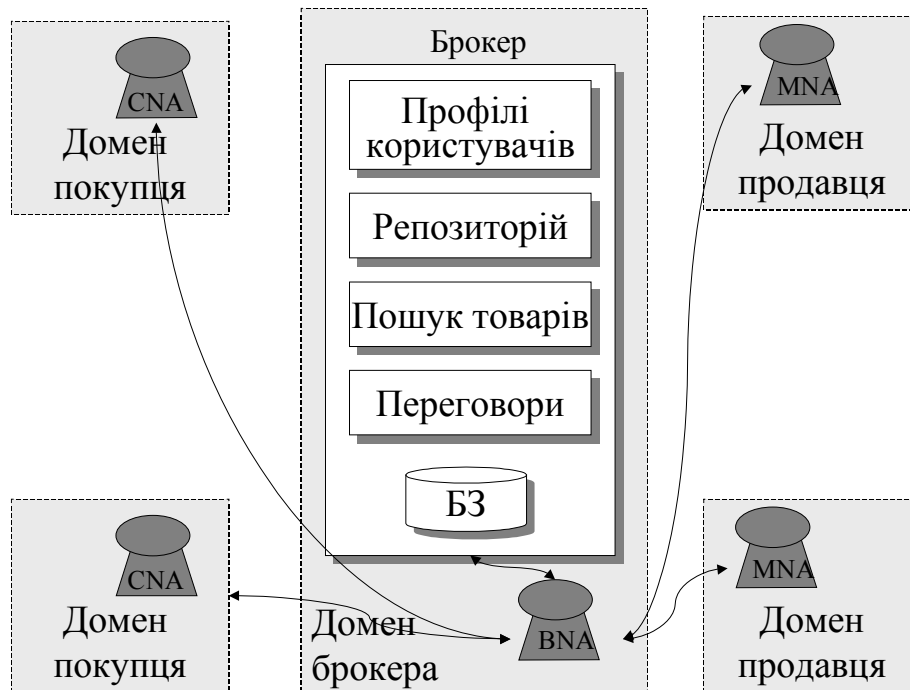 Брокер
CNA
Домен
покупця
Профілі
користувачів
Репозиторій
Пошук товарів
Переговори
БЗ
MNA
Домен
продавця
CNA
Домен
покупця
Домен
брокера
BNA
MNA
Домен
продавця